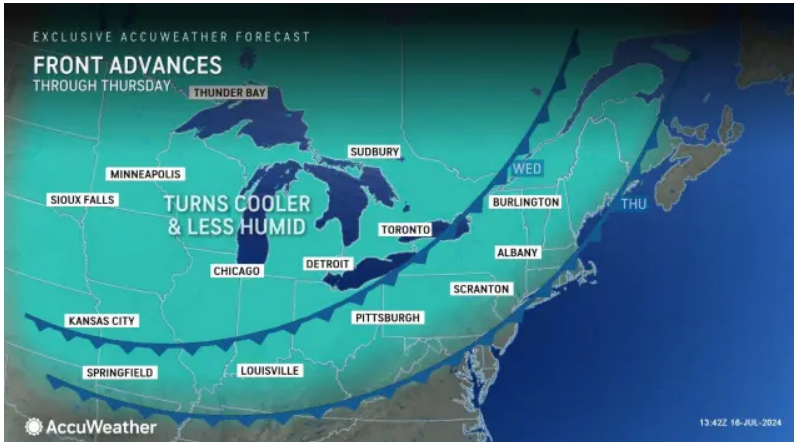 EXCLUSIVE ACCUWEATHER FORECAST
FRONT ADVANCES
THROUGH THURSDAY
THUNDER BAY
SUDBURY
MINNEAPOLIS
WED
SIOUX FALLS
TURNS COOLER
& LESS HUMID
BURLINGTON
THU
TORONTO
ALBANY
DETROIT
CHICAGO
SCRANTON
KANSAS CITY
PITTSBURGH
SPRINGFIELD
LOUISVILLE
AccuWeather
13:42Z 16-JUL-2024